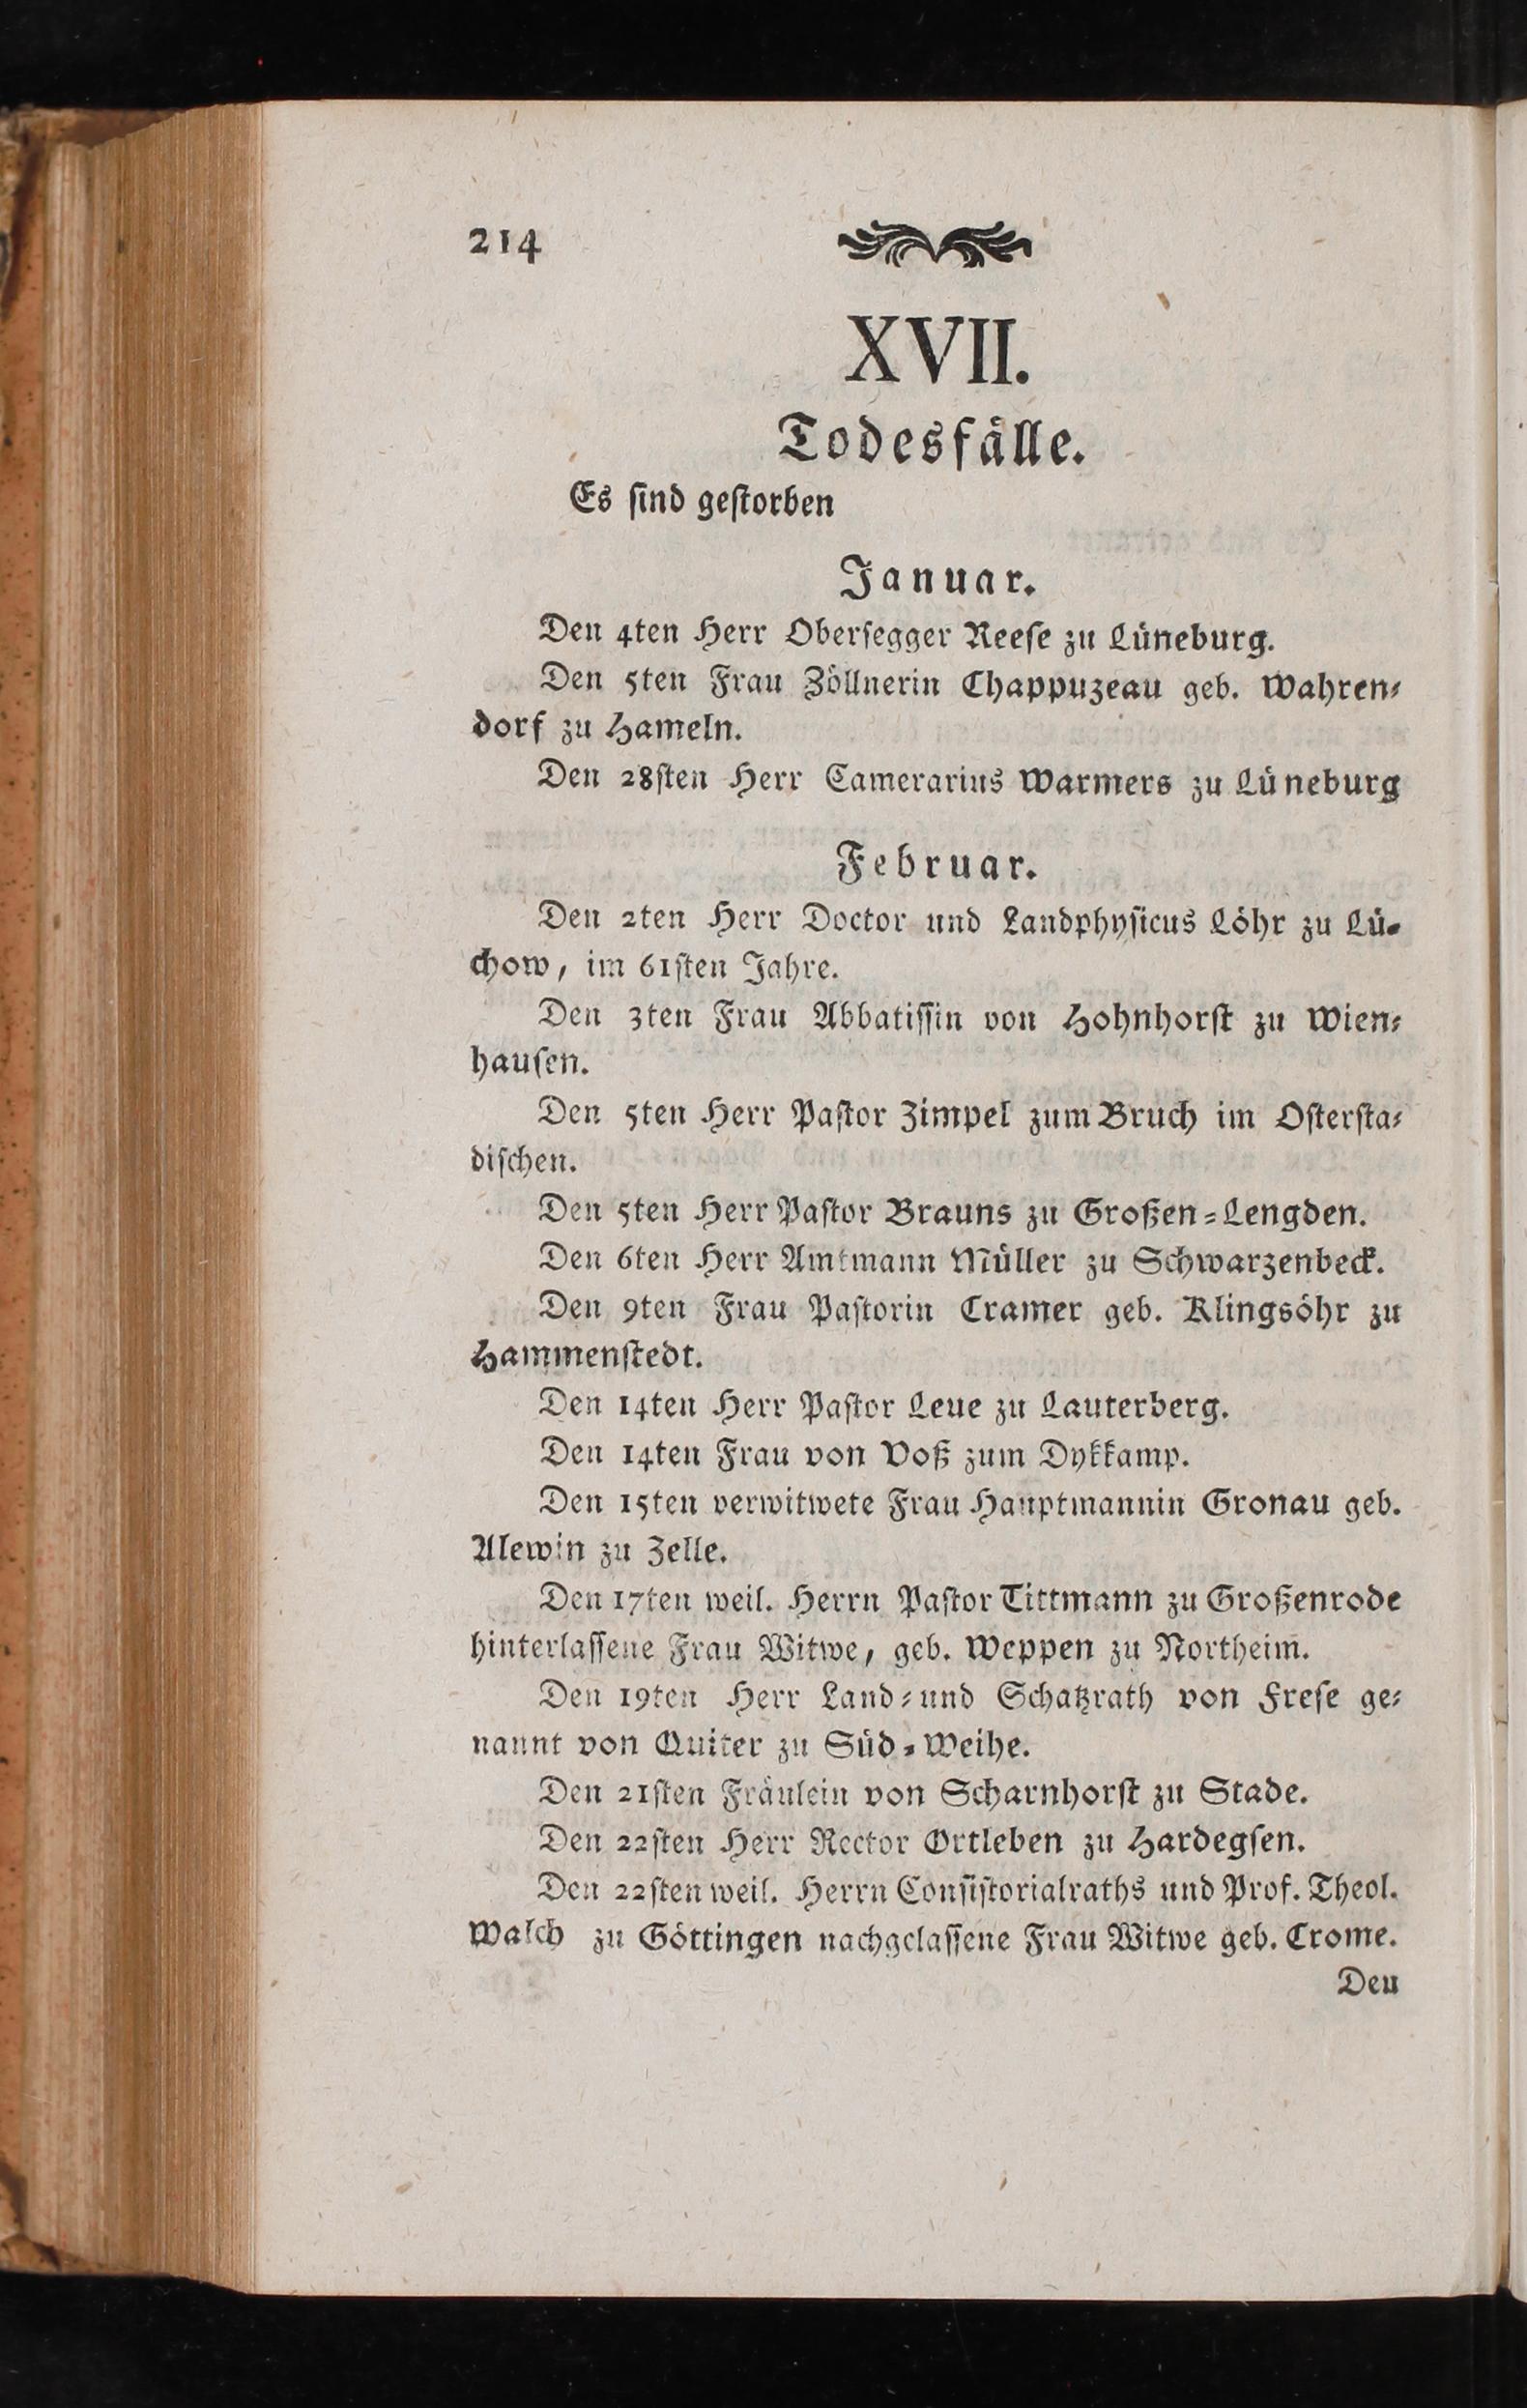 214
XVII.
Todesfälle.
Es ſind geſtorben
Januar.
Den 4ten Herr Oberſegger Reeſe zu Lüneburg.
Den 5ten Frau Zöllnerin Chappuzeau geb. Wahren⸗
dorf zu Hameln.
Den 28ſten Herr Camerarius Warmers zu Lüneburg
Februar.
Den 2ten Herr Doctor und Landphyſicus Löhr zu Lü⸗
chow, im 61ſten Jahre.
Den 3ten Frau Abbatiſſin von Hohnhorſt zu Wien⸗
hauſen.
Den 5ten Herr Paſtor Zimpel zum Bruch im Oſterſta⸗
diſchen.
Den 5ten Herr Paſtor Brauns zu Großen⸗Lengden.
Den 6ten Herr Amtmann Müller zu Schwarzenbeck.
Den 9ten Frau Paſtorin Cramer geb. Klingsöhr zu
Hammenſtedt.
Den 14ten Herr Paſtor Leue zu Lauterberg.
Den 14ten Frau von Voß zum Dykkamp.
Den 15ten verwitwete Frau Hauptmannin Gronau geb.
Alewin zu Zelle.
Den 17ten weil. Herrn Paſtor Tittmann zu Großenrode
hinterlaſſene Frau Witwe, geb. Weppen zu Northeim.
Den 19ten Herr Land⸗und Schatzrath von Freſe ge⸗
nannt von Quiter zu Süd⸗Weihe.
Den 21ſten Fräulein von Scharnhorſt zu Stade.
Den 22ſten Herr Rector Ortleben zu Hardegſen.
Den 22ſten weil. Herrn Conſiſtorialraths und Prof. Theol.
Walch zu Göttingen nachgelaſſene Frau Witwe geb. Crome.
Den